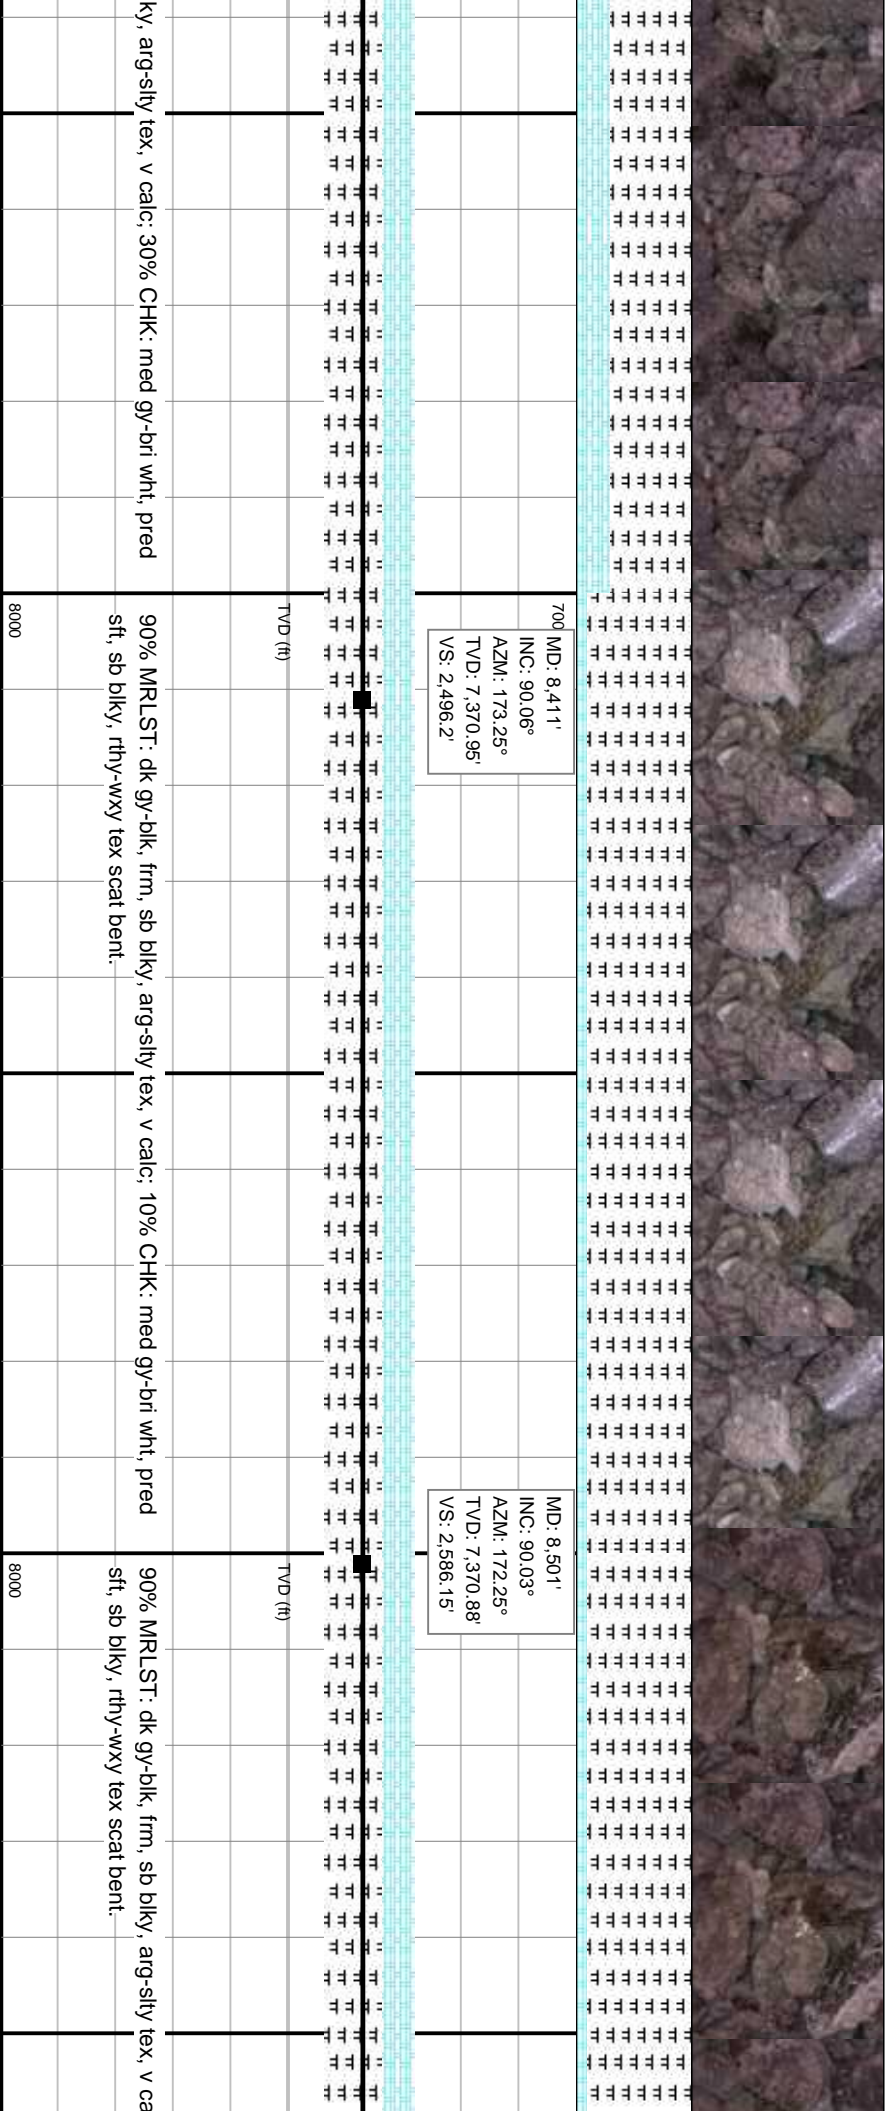 ky, arg-slty tex, v calc; 30% CHK: med gy-bri wht, pred
700
MD: 8,411'
INC: 90.06°
AZM: 173.25°
TVD: 7,370.95'
VS: 2,496.2'
TVD (ft)
90% MRLST: dk gy-blk, frm, sb blky, arg-slty tex, v calc; 10% CHK: med gy-bri wht, pred
sft, sb blky, rthy-wxy tex scat bent.
8000
MD: 8,501'
INC: 90.03°
AZM: 172.25°
TVD: 7,370.88'
VS: 2,586.15'
TVD (ft)
90% MRLST: dk gy-blk, frm, sb blky, arg-slty tex, v ca
sft, sb blky, rthy-wxy tex scat bent.
8000